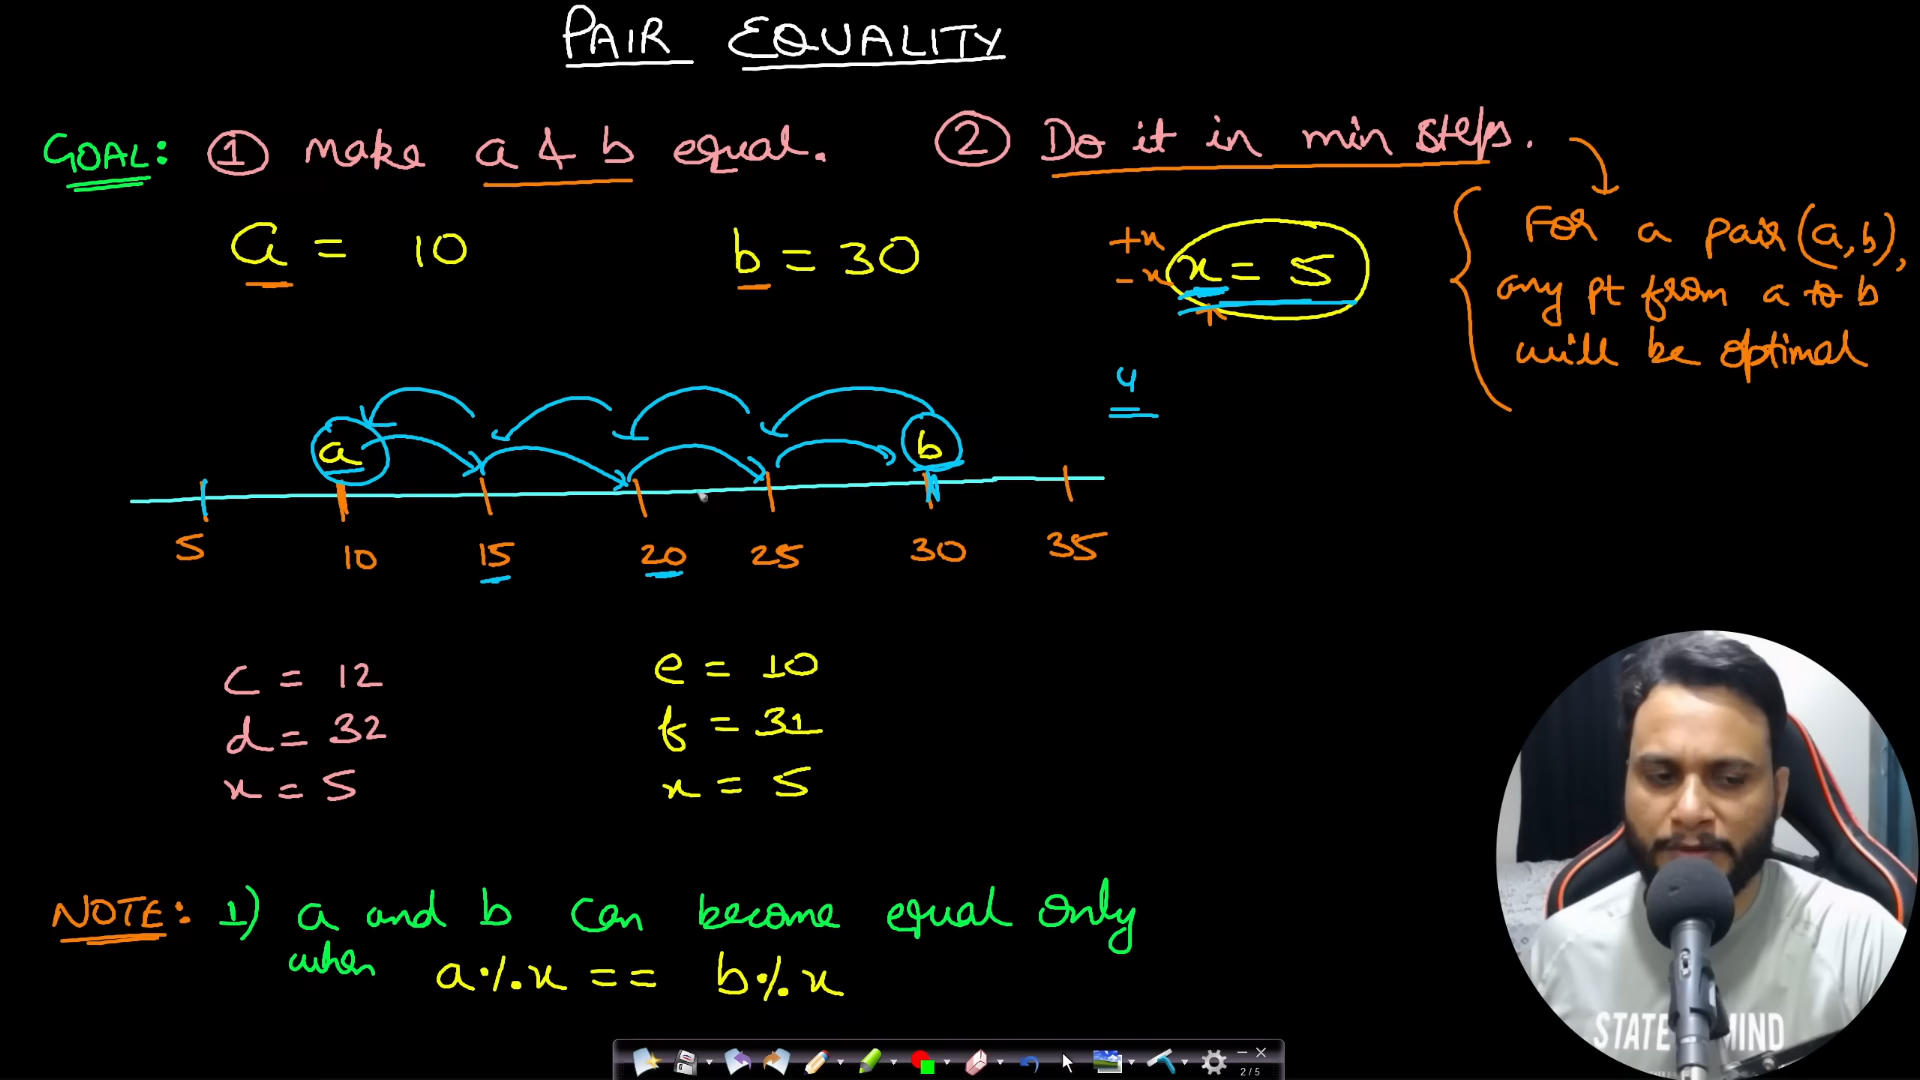 PAIR EQUALITY
GOAL: ① make a & b equal. ② Do it in min steps.
For a pair (a,b),
any pt from a to b
will be optimal
a = 10 b = 30
+x
-x
x = 5
4
a b
5 10 15 20 25 30 35
c = 12
d = 32
x = 5
e = 10
f = 31
x = 5
NOTE: 1) a and b can become equal only
when a % x == b % x
STATE MIND
2/5